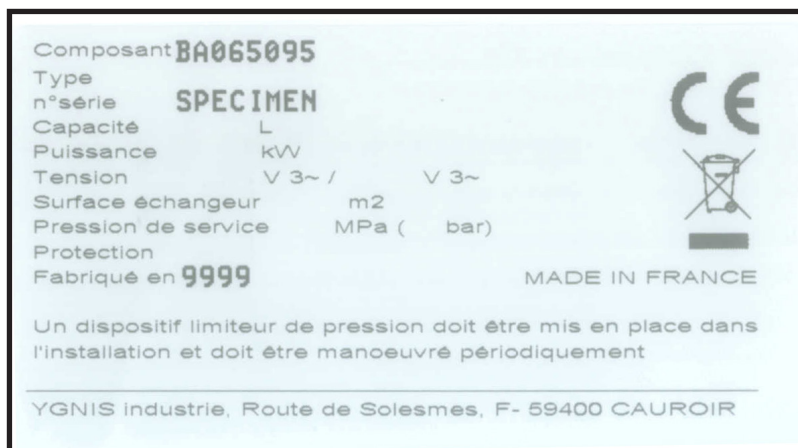 Composant BA065095
Type
n°série SPECIMEN
Capacité L
Puissance kW
Tension V 3~ / V 3~
Surface échangeur m2
Pression de service MPa ( bar)
Protection
Fabriqué en 9999
CE
MADE IN FRANCE
Un dispositif limiteur de pression doit être mis en place dans
l'installation et doit être manoeuvré périodiquement
YGNIS industrie, Route de Solesmes, F- 59400 CAUROIR